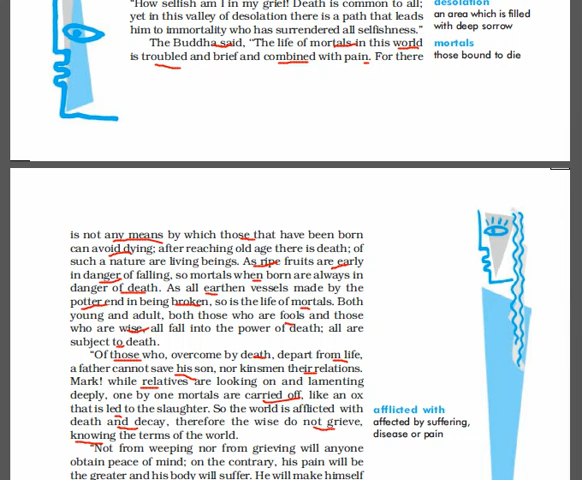 "How selfish am I in my grief! Death is common to all;
yet in this valley of desolation there is a path that leads
him to immortality who has surrendered all selfishness."
The Buddha said, "The life of mortals in this world
is troubled and brief and combined with pain. For there
desolation
an area which is filled
with deep sorrow
mortals
those bound to die
is not any means by which those that have been born
can avoid dying; after reaching old age there is death; of
such a nature are living beings. As ripe fruits are early
in danger of falling, so mortals when born are always in
danger of death. As all earthen vessels made by the
potter end in being broken, so is the life of mortals. Both
young and adult, both those who are fools and those
who are wise, all fall into the power of death; all are
subject to death.
"Of those who, overcome by death, depart from life,
a father cannot save his son, nor kinsmen their relations.
Mark! while relatives are looking on and lamenting
deeply, one by one mortals are carried off, like an ox
that is led to the slaughter. So the world is afflicted with
death and decay, therefore the wise do not grieve,
knowing the terms of the world.
afflicted with
affected by suffering,
disease or pain
"Not from weeping nor from grieving will anyone
obtain peace of mind; on the contrary, his pain will be
the greater and his body will suffer. He will make himself